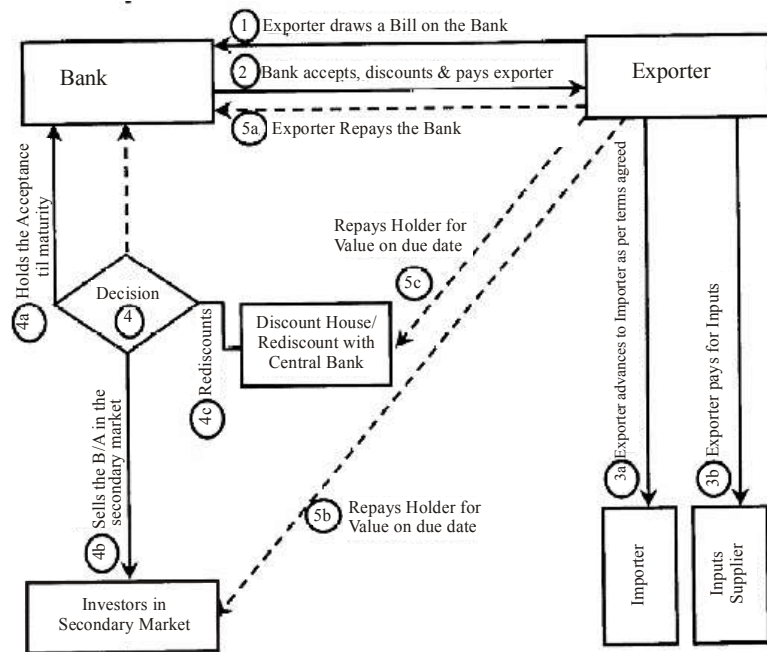 1 Exporter draws a Bill on the Bank
Bank
2 Bank accepts, discounts & pays exporter
Exporter
5a Exporter Repays the Bank
4a Holds the Acceptance
til maturity
Decision
4
Repays Holder for
Value on due date
5c
Discount House/
Rediscount with
Central Bank
4c Rediscounts
3a Exporter advances to Importer as per terms agreed
3b Exporter pays for Inputs
4b Sells the B/A in the
secondary market
5b
Repays Holder for
Value on due date
Investors in
Secondary Market
Importer
Inputs
Supplier